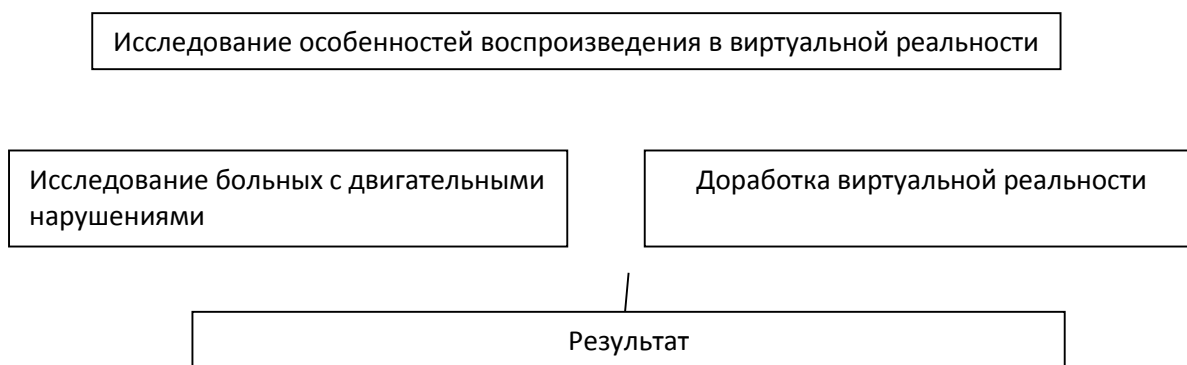 Исследование особенностей воспроизведения в виртуальной реальности
Исследование больных с двигательными
нарушениями
Доработка виртуальной реальности
Результат